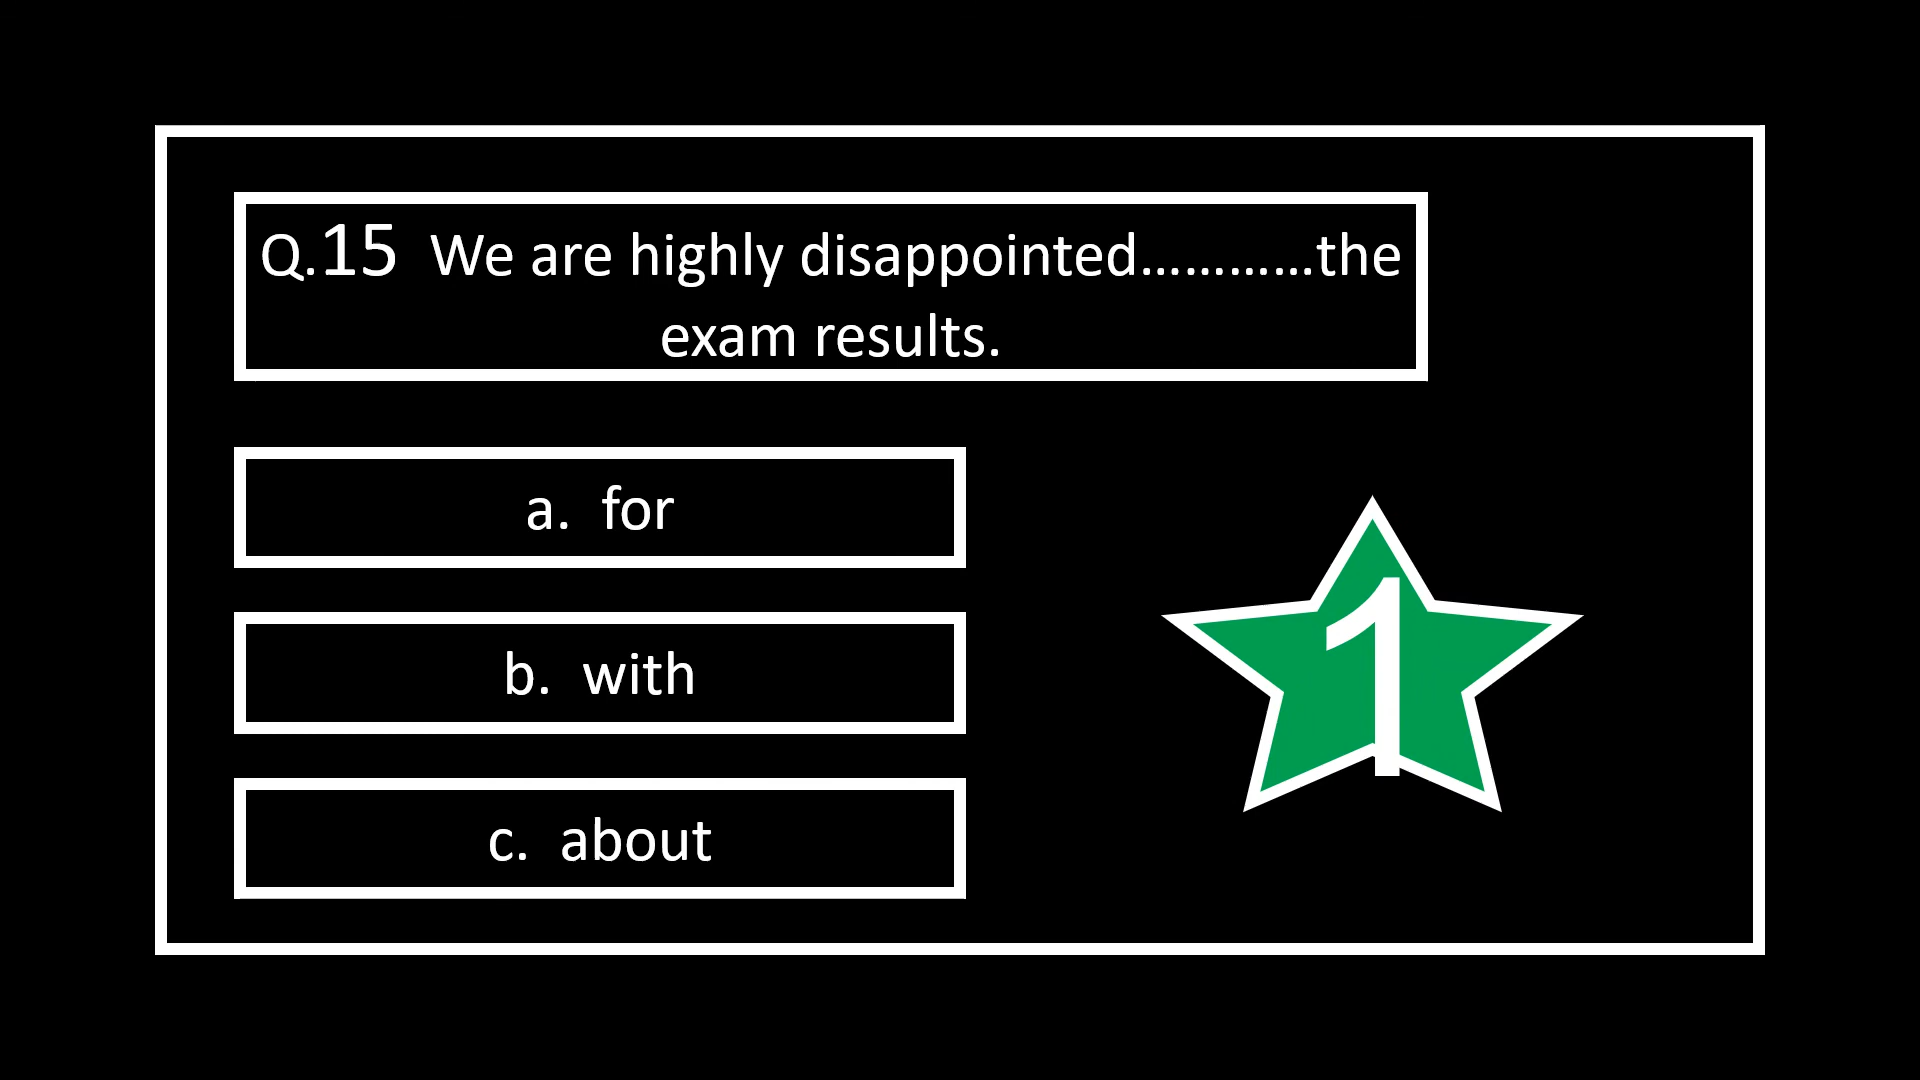 Q.15 We are highly disappointed............the
exam results.
a. for
b. with
c. about
1